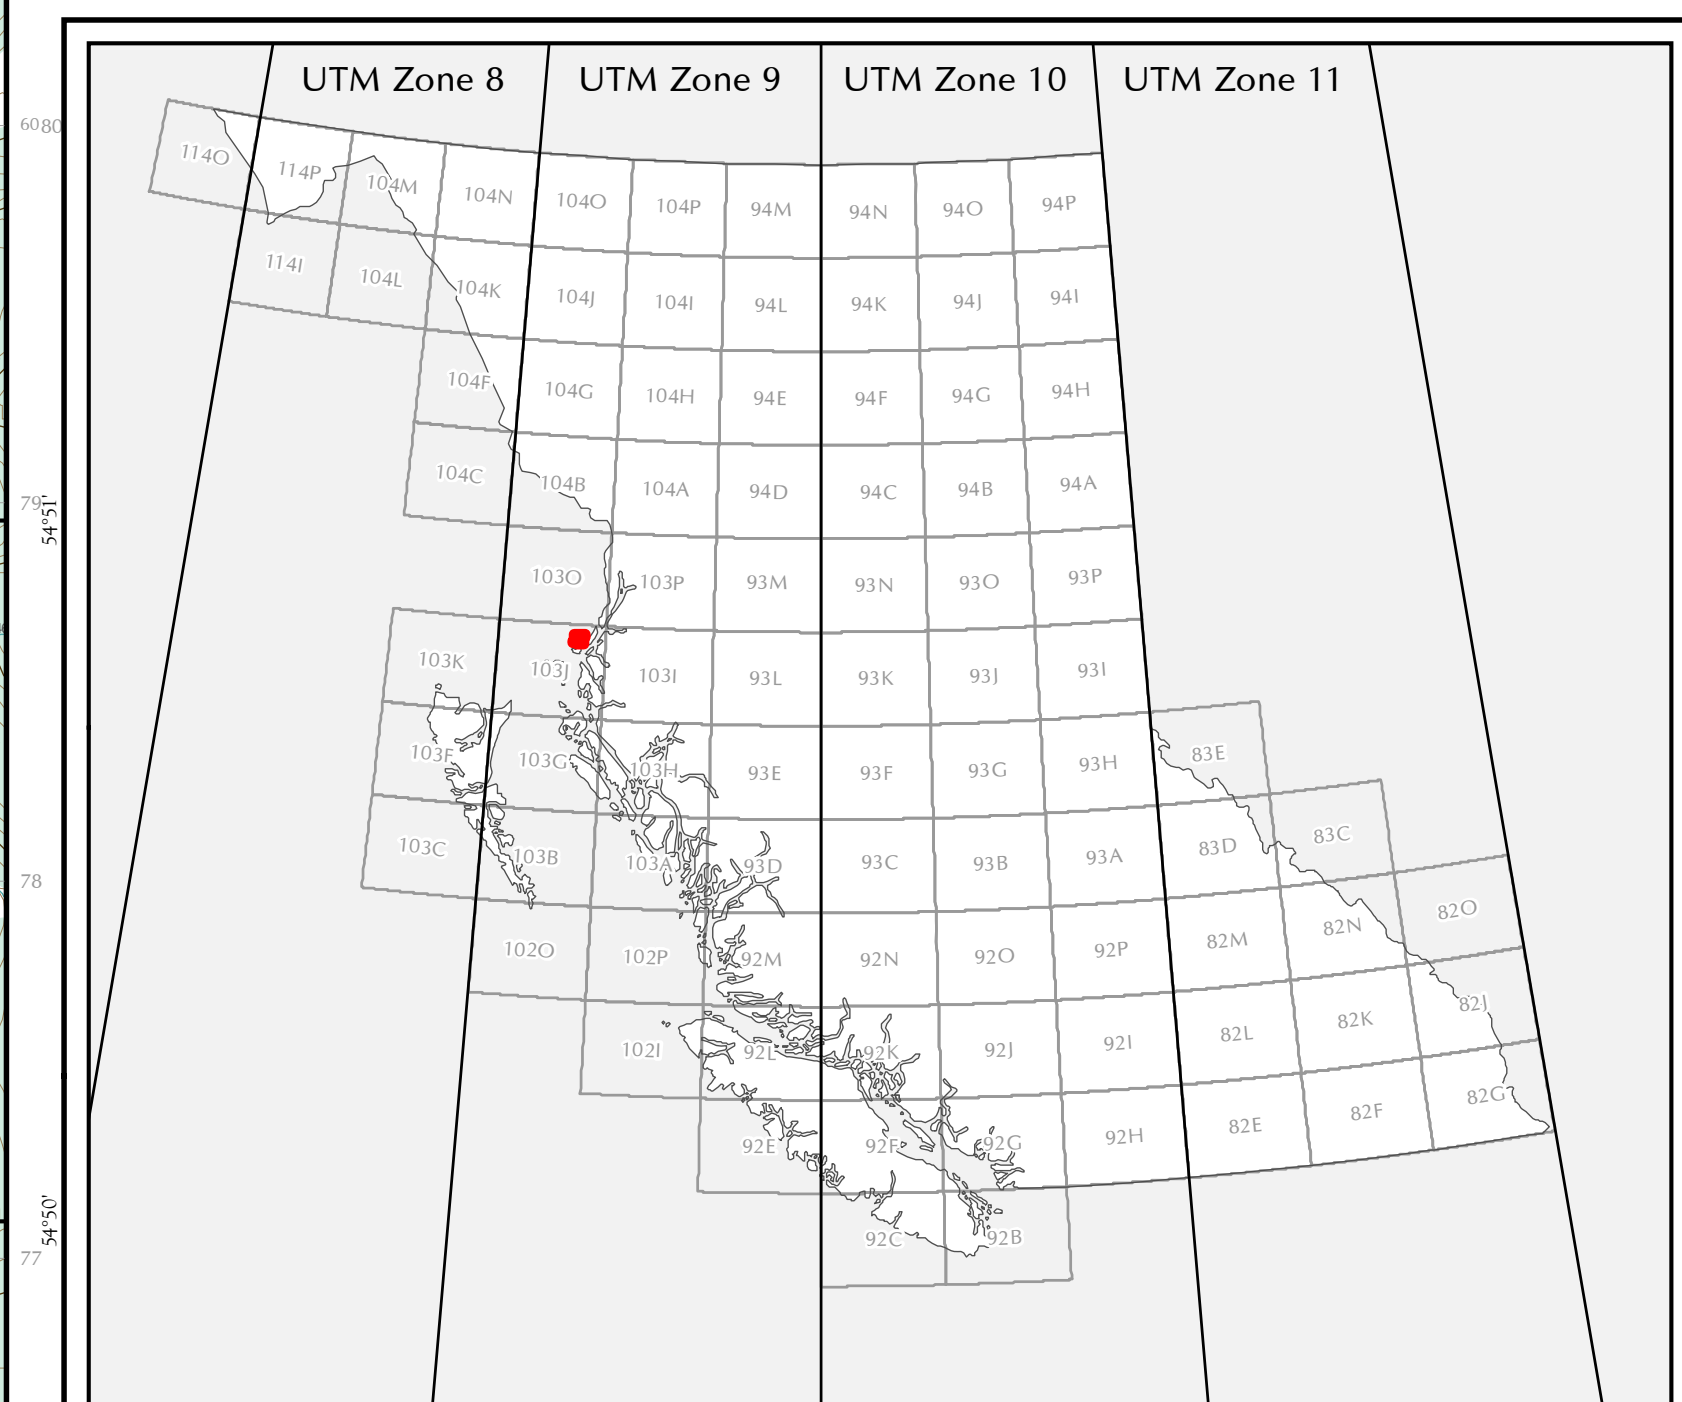 UTM Zone 8 UTM Zone 9 UTM Zone 10 UTM Zone 11
6080
114O 114P 104M 104N 104O 104P 94M 94N 94O 94P
114I 104L 104K 104J 104I 94L 94K 94J 94I
104F 104G 104H 94E 94F 94G 94H
104C 104B 104A 94D 94C 94B 94A
79
54°51'
103O 103P 93M 93N 93O 93P
103K 103J 103I 93L 93K 93J 93I
103F 103G 103H 93E 93F 93G 93H 83E
103C 103B 103A 93D 93C 93B 93A 83D 83C
78
102O 102P 92M 92N 92O 92P 82M 82N 82O
102I 92L 92K 92J 92I 82L 82K 82J
92E 92F 92G 92H 82E 82F 82G
54°50'
77
92C 92B